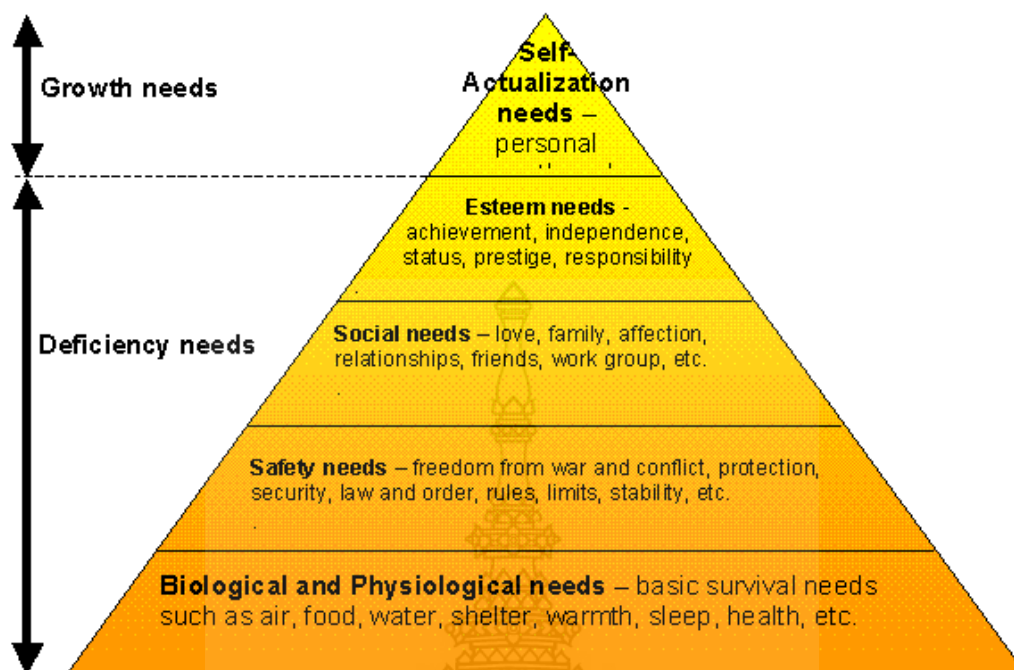 Growth needs
Self-
Actualization
needs –
personal
Esteem needs -
achievement, independence,
status, prestige, responsibility
Deficiency needs
Social needs – love, family, affection,
relationships, friends, work group, etc.
Safety needs – freedom from war and conflict, protection,
security, law and order, rules, limits, stability, etc.
Biological and Physiological needs – basic survival needs
such as air, food, water, shelter, warmth, sleep, health, etc.